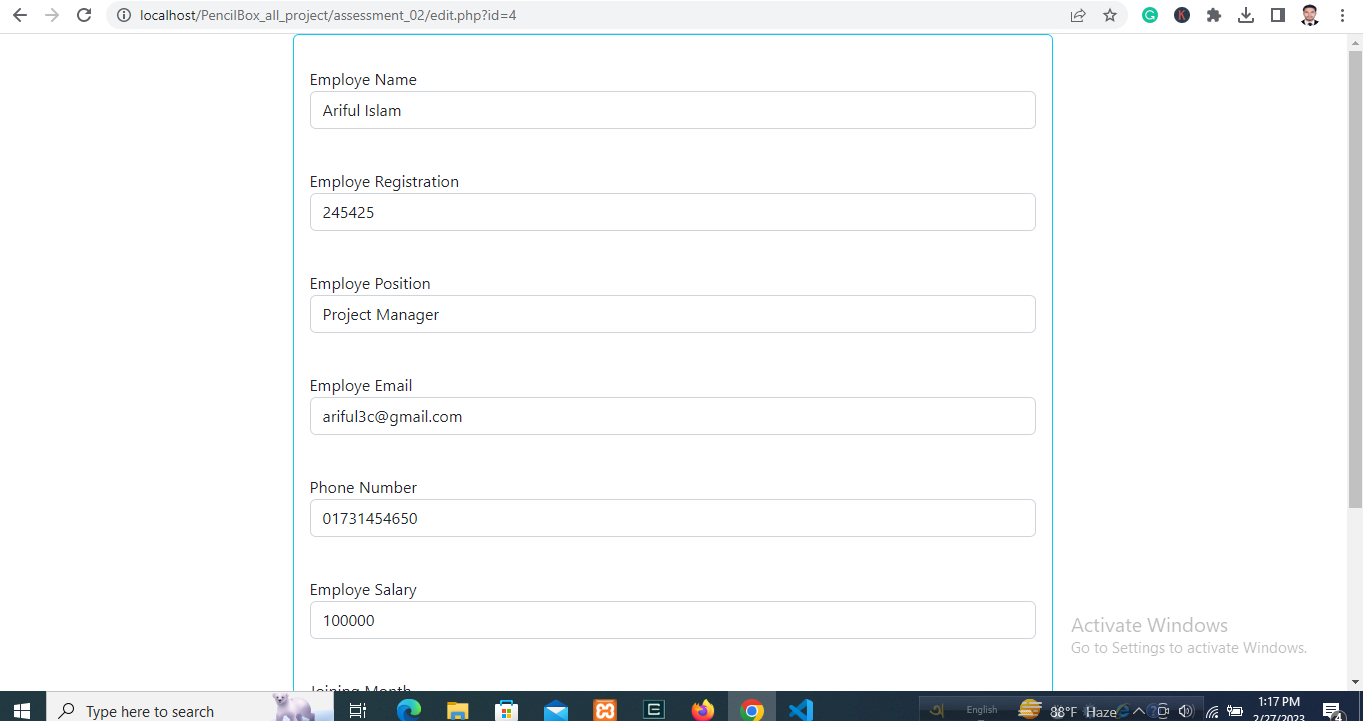 localhost/PencilBox_all_project/assessment_02/edit.php?id=4
Employe Name
Ariful Islam
Employe Registration
245425
Employe Position
Project Manager
Employe Email
ariful3c@gmail.com
Phone Number
01731454650
Employe Salary
100000
Joining Month
Activate Windows
Go to Settings to activate Windows.
Type here to search
English
38°F Haze
1:17 PM
2/27/2023
4